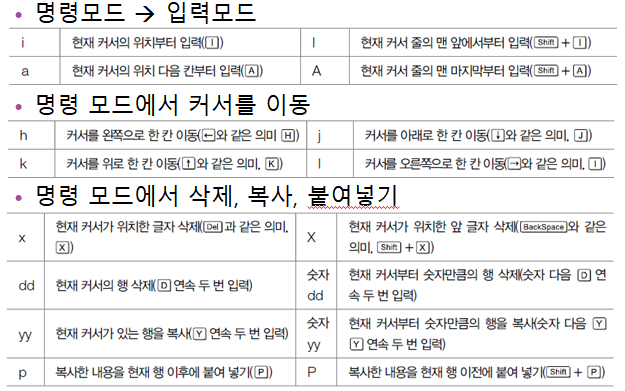 • 명령모드 → 입력모드
i 현재 커서의 위치부터 입력(I) I 현재 커서 줄의 맨 앞에서부터 입력(Shift + I)
a 현재 커서의 위치 다음 칸부터 입력(A) A 현재 커서 줄의 맨 마지막부터 입력(Shift + A)
• 명령 모드에서 커서를 이동
h 커서를 왼쪽으로 한 칸 이동(←와 같은 의미 H) j 커서를 아래로 한 칸 이동(↓와 같은 의미, J)
k 커서를 위로 한 칸 이동(↑와 같은 의미, K) l 커서를 오른쪽으로 한 칸 이동(→와 같은 의미, I)
• 명령 모드에서 삭제, 복사, 붙여넣기
x 현재 커서가 위치한 글자 삭제(Del과 같은 의미, X 현재 커서가 위치한 앞 글자 삭제(BackSpace와 같은
X) 의미, Shift + X)
dd 현재 커서의 행 삭제(D 연속 두 번 입력) 숫자 현재 커서부터 숫자만큼의 행 삭제(숫자 다음 D 연
dd 속 두 번 입력)
yy 현재 커서가 있는 행을 복사(Y 연속 두 번 입력) 숫자 현재 커서부터 숫자만큼의 행을 복사(숫자 다음 Y
yy Y 연속 두 번 입력)
p 복사한 내용을 현재 행 이후에 붙여 넣기(P) P 복사한 내용을 현재 행 이전에 붙여 넣기(Shift + P)